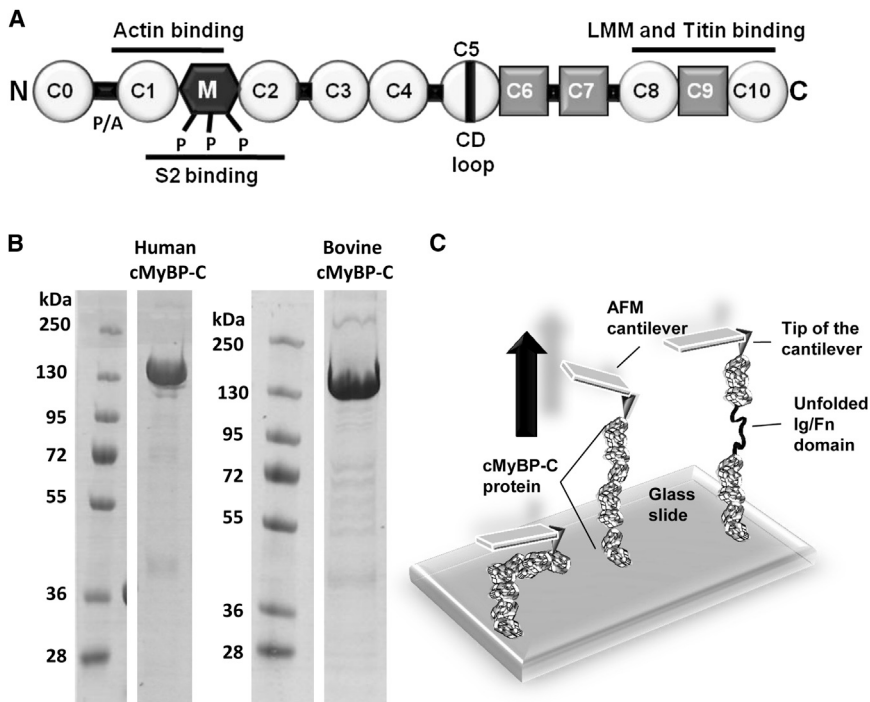 A
Actin binding
LMM and Titin binding
N C0 C1 M C2 C3 C4 C5 C6 C7 C8 C9 C10 C
P/A
P P P
CD
loop
S2 binding
B
Human
cMyBP-C
Bovine
cMyBP-C
kDa
250
130
95
72
55
36
28
kDa
250
130
95
72
55
36
28
C
AFM
cantilever
Tip of the
cantilever
Unfolded
Ig/Fn
domain
cMyBP-C
protein
Glass
slide